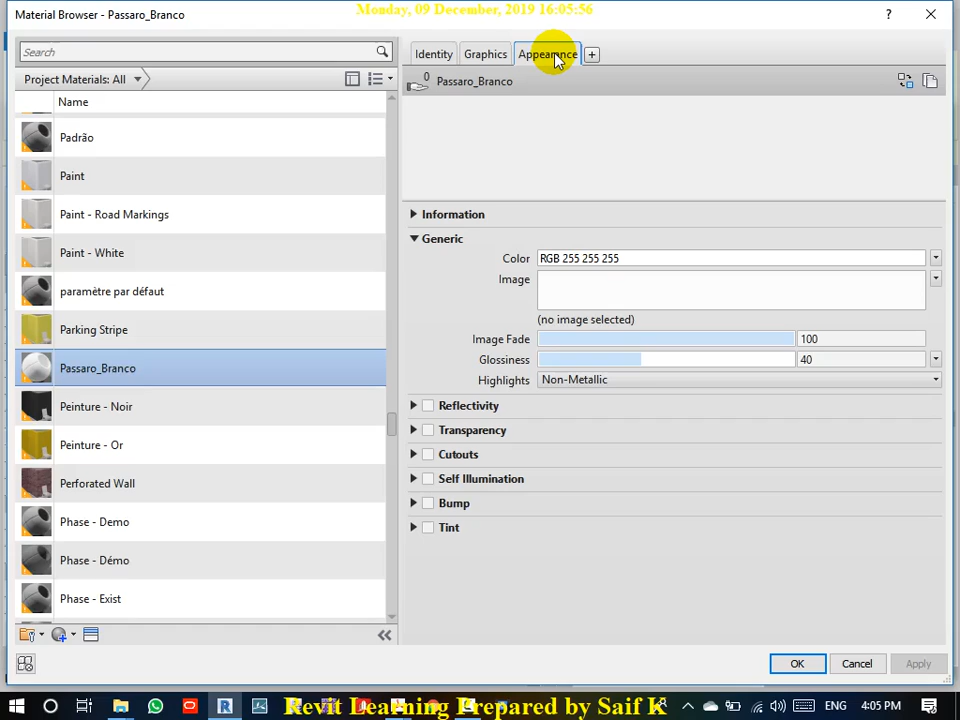 Monday, 09 December, 2019 16:05:56
Material Browser - Passaro_Branco
?
Search
Identity
Graphics
Appearance
Project Materials: All
0
Passaro_Branco
Name
Padrão
Paint
Paint - Road Markings
Paint - White
paramètre par défaut
Parking Stripe
Passaro_Branco
Peinture - Noir
Peinture - Or
Perforated Wall
Phase - Demo
Phase - Démo
Phase - Exist
Information
Generic
Color
RGB 255 255 255
Image
(no image selected)
Image Fade
100
Glossiness
40
Highlights
Non-Metallic
Reflectivity
Transparency
Cutouts
Self Illumination
Bump
Tint
OK
Cancel
Apply
Revit Learning Prepared by Saif K
ENG
4:05 PM